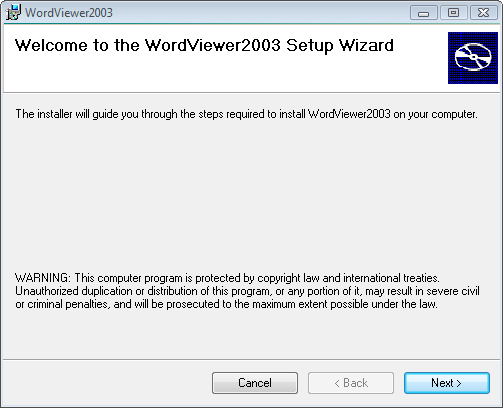 WordViewer2003
Welcome to the WordViewer2003 Setup Wizard
The installer will guide you through the steps required to install WordViewer2003 on your computer.
WARNING: This computer program is protected by copyright law and international treaties.
Unauthorized duplication or distribution of this program, or any portion of it, may result in severe civil
or criminal penalties, and will be prosecuted to the maximum extent possible under the law.
Cancel
< Back
Next >